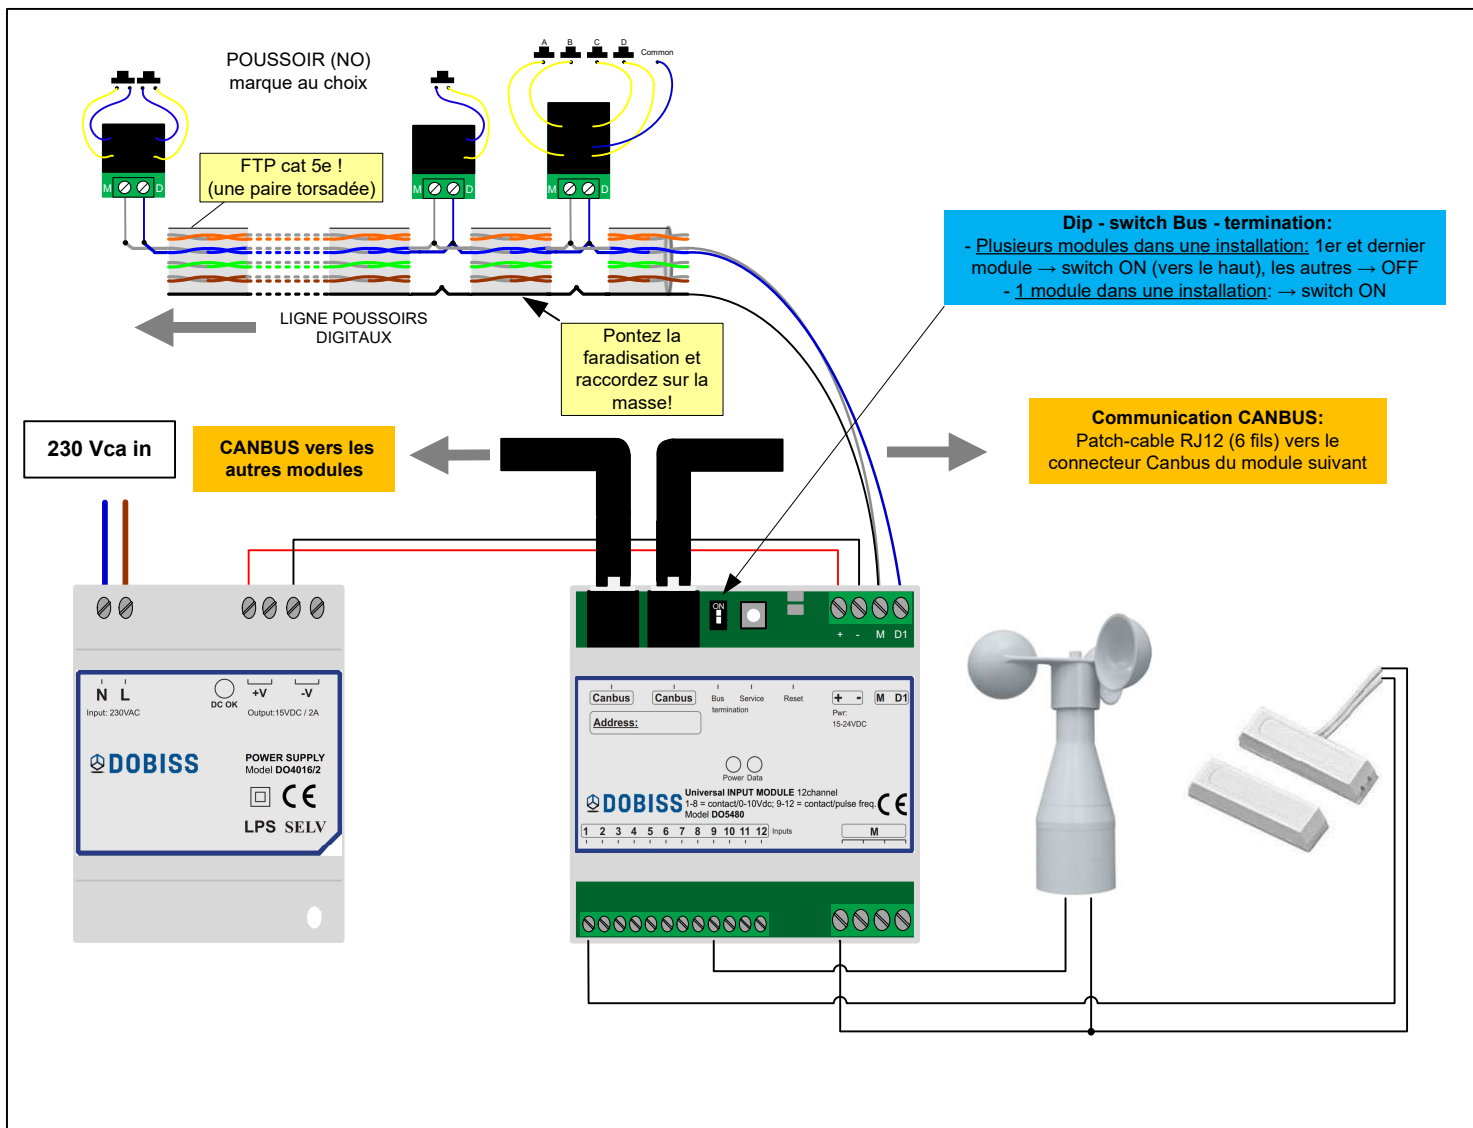 POUSSOIR (NO)
marque au choix
A B C D Common
M D
M D
M D
FTP cat 5e !
(une paire torsadée)
LIGNE POUSSOIRS
DIGITAUX
Pontez la
faradisation et
raccordez sur la
masse!
Dip - switch Bus - termination:
- Plusieurs modules dans une installation: 1er et dernier
module → switch ON (vers le haut), les autres → OFF
- 1 module dans une installation: → switch ON
230 Vca in
CANBUS vers les
autres modules
Communication CANBUS:
Patch-cable RJ12 (6 fils) vers le
connecteur Canbus du module suivant
N L
Input: 230VAC
DC OK
+V -V
Output:15VDC / 2A
DOBISS
POWER SUPPLY
Model DO4016/2
CE
LPS SELV
ON
+ - M D1
Canbus Canbus Bus termination Service Reset + - M D1
Pwr:
15-24VDC
Address:
Power Data
DOBISS
Universal INPUT MODULE 12channel
1-8 = contact/0-10Vdc; 9-12 = contact/pulse freq.
Model DO5480
CE
1 2 3 4 5 6 7 8 9 10 11 12 Inputs M